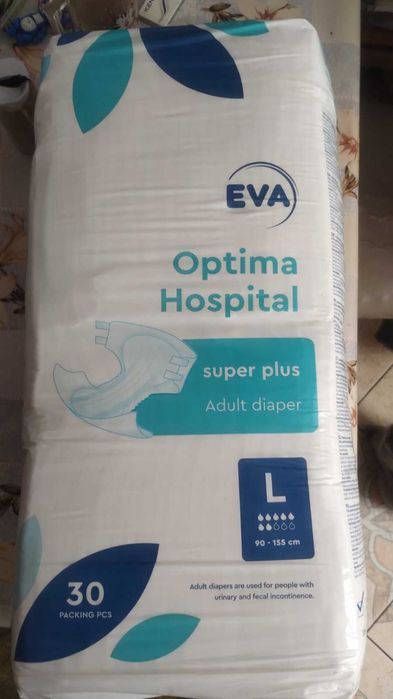 EVA
Optima
Hospital
super plus
Adult diaper
L
90 - 155 cm
30
PACKING PCS
Adult diapers are used for people with
urinary and fecal incontinence.